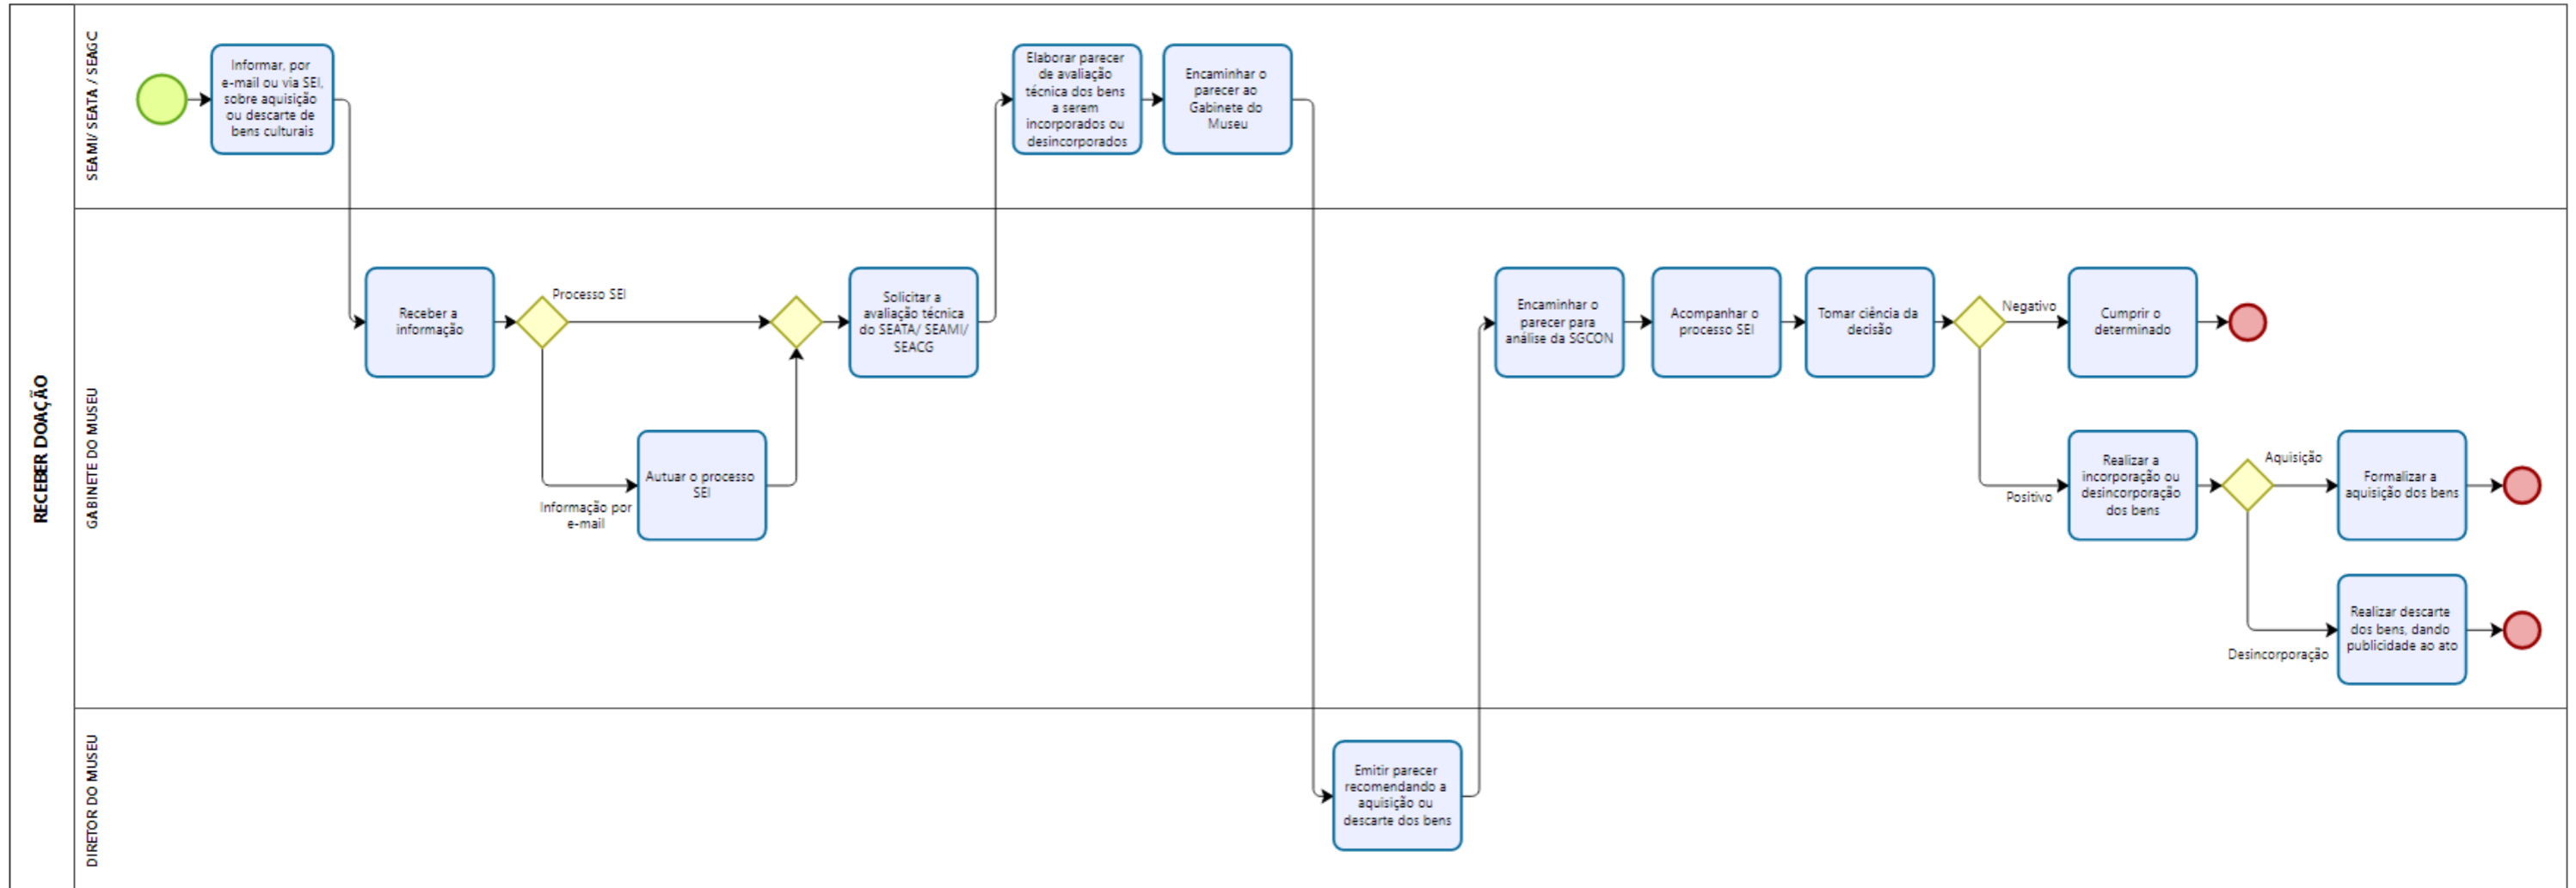 RECEBER DOAÇÃO
SEAMI/ SEATA / SEAGC
Informar, por
e-mail ou via SEI,
sobre aquisição
ou descarte de
bens culturais
Elaborar parecer
de avaliação
técnica dos bens
a serem
incorporados ou
desincorporados
Encaminhar o
parecer ao
Gabinete do
Museu
GABINETE DO MUSEU
Receber a
informação
Processo SEI
Informação por
e-mail
Autuar o processo
SEI
Solicitar a
avaliação técnica
do SEATA/ SEAMI/
SEACG
Encaminhar o
parecer para
análise da SGCON
Acompanhar o
processo SEI
Tomar ciência da
decisão
Negativo
Cumprir o
determinado
Positivo
Realizar a
incorporação ou
desincorporação
dos bens
Aquisição
Formalizar a
aquisição dos bens
Desincorporação
Realizar descarte
dos bens, dando
publicidade ao ato
DIRETOR DO MUSEU
Emitir parecer
recomendando a
aquisição ou
descarte dos bens